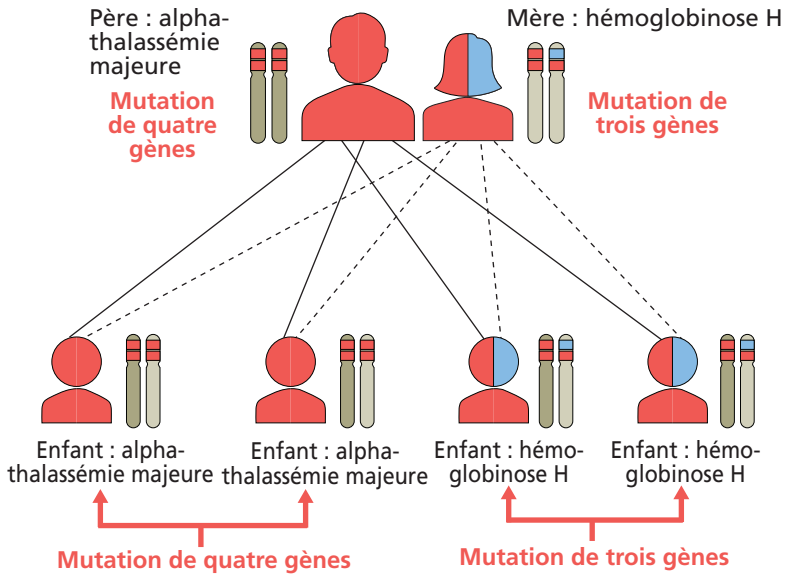 Père : alpha-
thalassémie
majeure
Mutation
de quatre
gènes
Mère : hémoglobinose H
Mutation de
trois gènes
Enfant : alpha-
thalassémie majeure
Enfant : alpha-
thalassémie majeure
Enfant : hémo-
globinose H
Enfant : hémo-
globinose H
Mutation de quatre gènes
Mutation de trois gènes